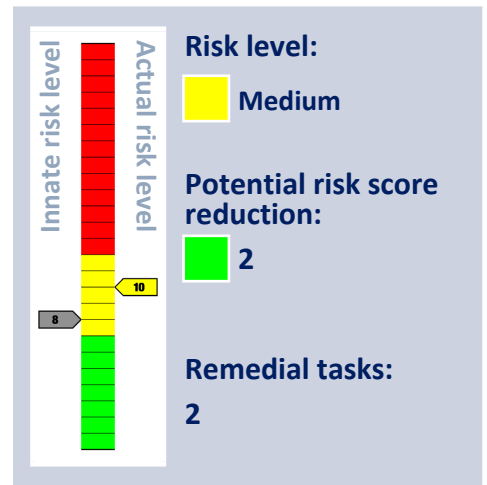 Innate risk level
Actual risk level
8
10
Risk level:
Medium
Potential risk score
reduction:
2
Remedial tasks:
2